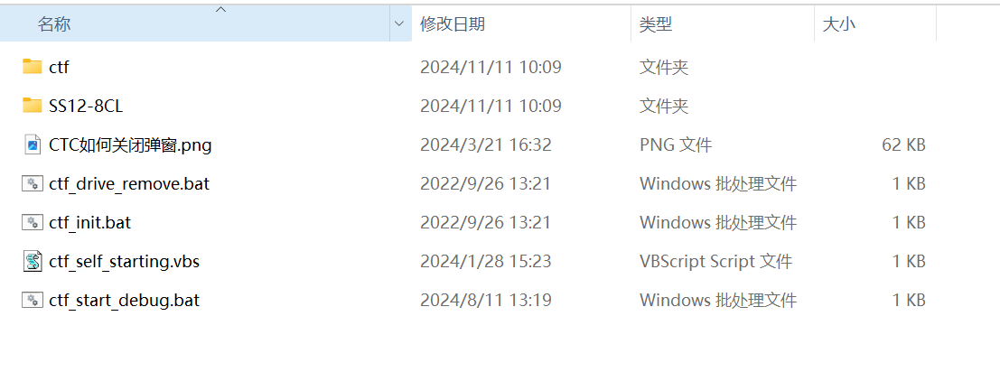 名称 修改日期 类型 大小
ctf 2024/11/11 10:09 文件夹
SS12-8CL 2024/11/11 10:09 文件夹
CTC如何关闭弹窗.png 2024/3/21 16:32 PNG 文件 62 KB
ctf_drive_remove.bat 2022/9/26 13:21 Windows 批处理文件 1 KB
ctf_init.bat 2022/9/26 13:21 Windows 批处理文件 1 KB
ctf_self_starting.vbs 2024/1/28 15:23 VBScript Script 文件 1 KB
ctf_start_debug.bat 2024/8/11 13:19 Windows 批处理文件 1 KB